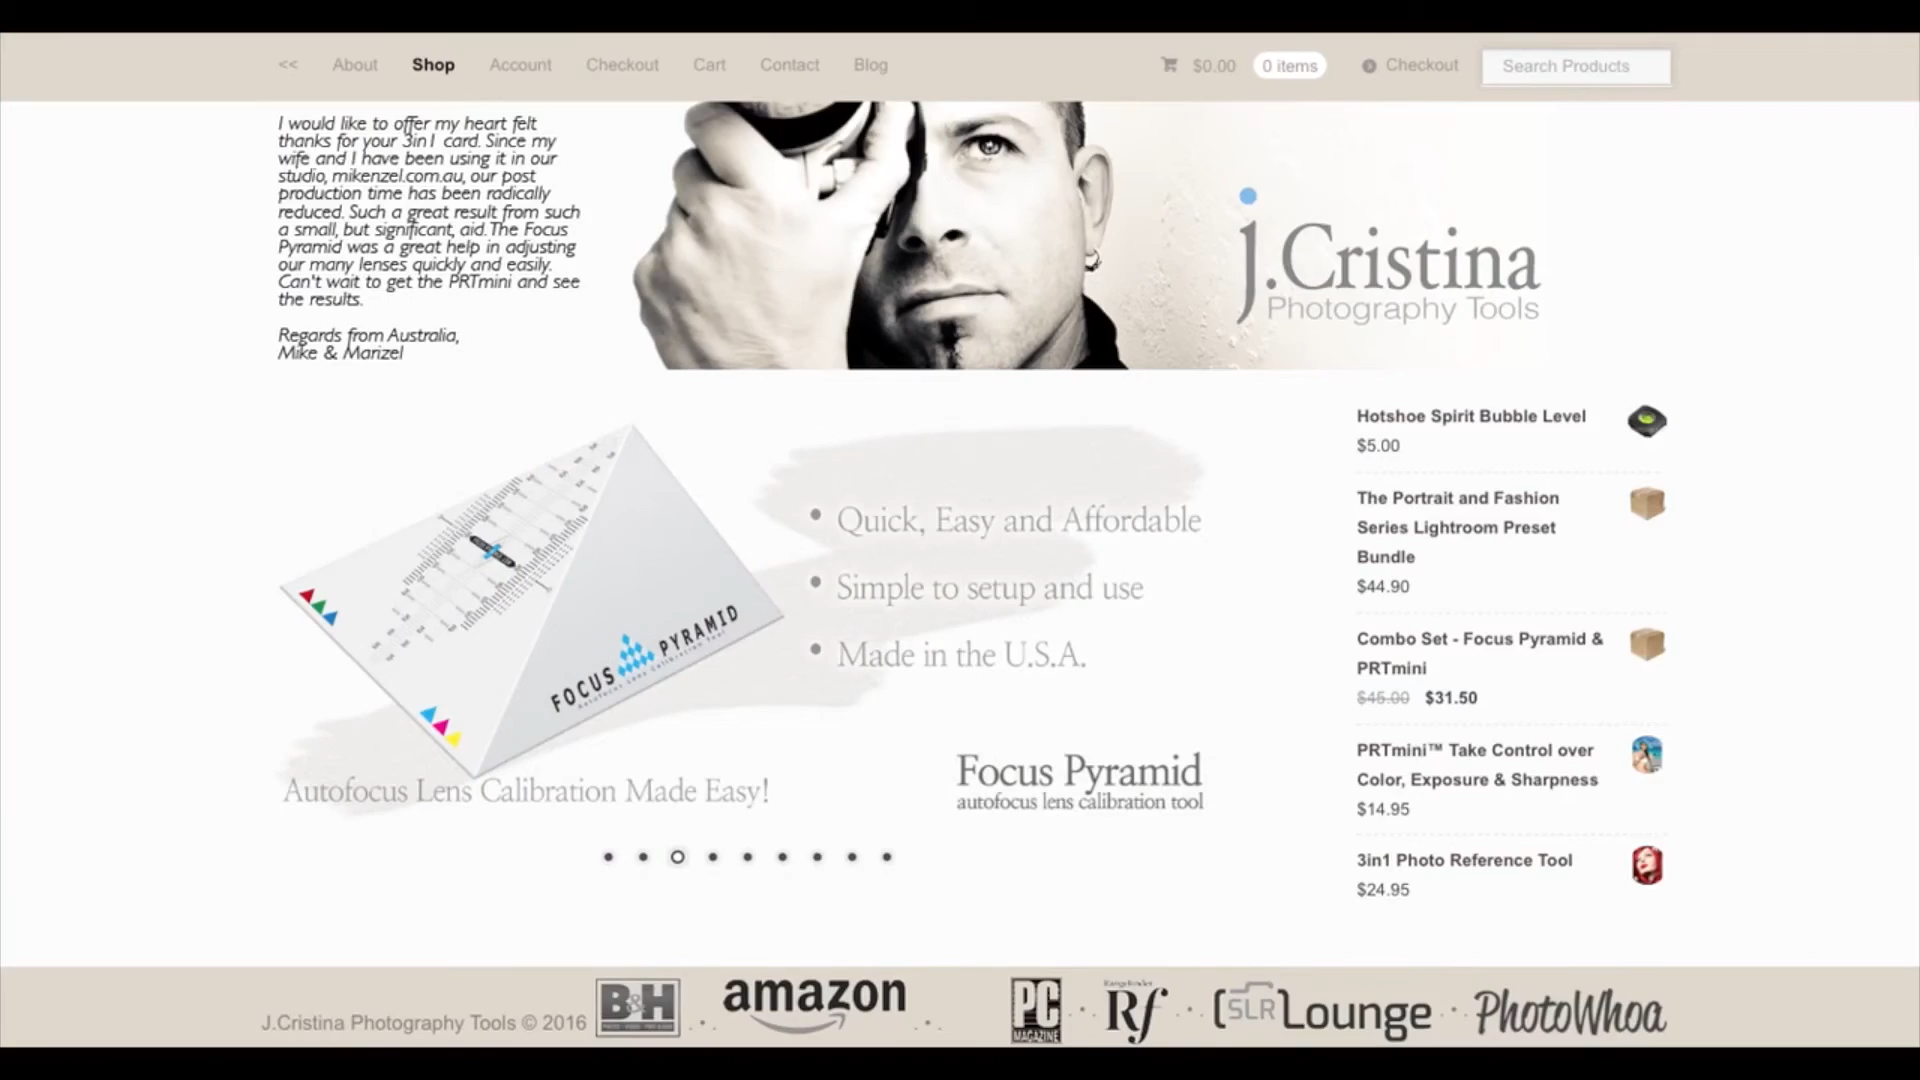 << About Shop Account Checkout Cart Contact Blog $0.00 0 items Checkout Search Products
I would like to offer my heart felt
thanks for your 3in1 card. Since my
wife and I have been using it in our
studio, mikenzel.com.au, our post
production time has been radically
reduced. Such a great result from such
a small, but significant, aid. The Focus
Pyramid was a great help in adjusting
our many lenses quickly and easily.
Can't wait to get the PRTmini and see
the results.
Regards from Australia,
Mike & Marizel
j.Cristina
Photography Tools
FOCUS PYRAMID
Autofocus Lens Calibration Tool
• Quick, Easy and Affordable
• Simple to setup and use
• Made in the U.S.A.
Autofocus Lens Calibration Made Easy!
Focus Pyramid
autofocus lens calibration tool
Hotshoe Spirit Bubble Level
$5.00
The Portrait and Fashion
Series Lightroom Preset
Bundle
$44.90
Combo Set - Focus Pyramid &
PRTmini
$45.00 $31.50
PRTmini™ Take Control over
Color, Exposure & Sharpness
$14.95
3in1 Photo Reference Tool
$24.95
J.Cristina Photography Tools © 2016
B&H
amazon
PC
MAGAZINE
Rangefinder
Rf
[SLR]Lounge
PhotoWhoa